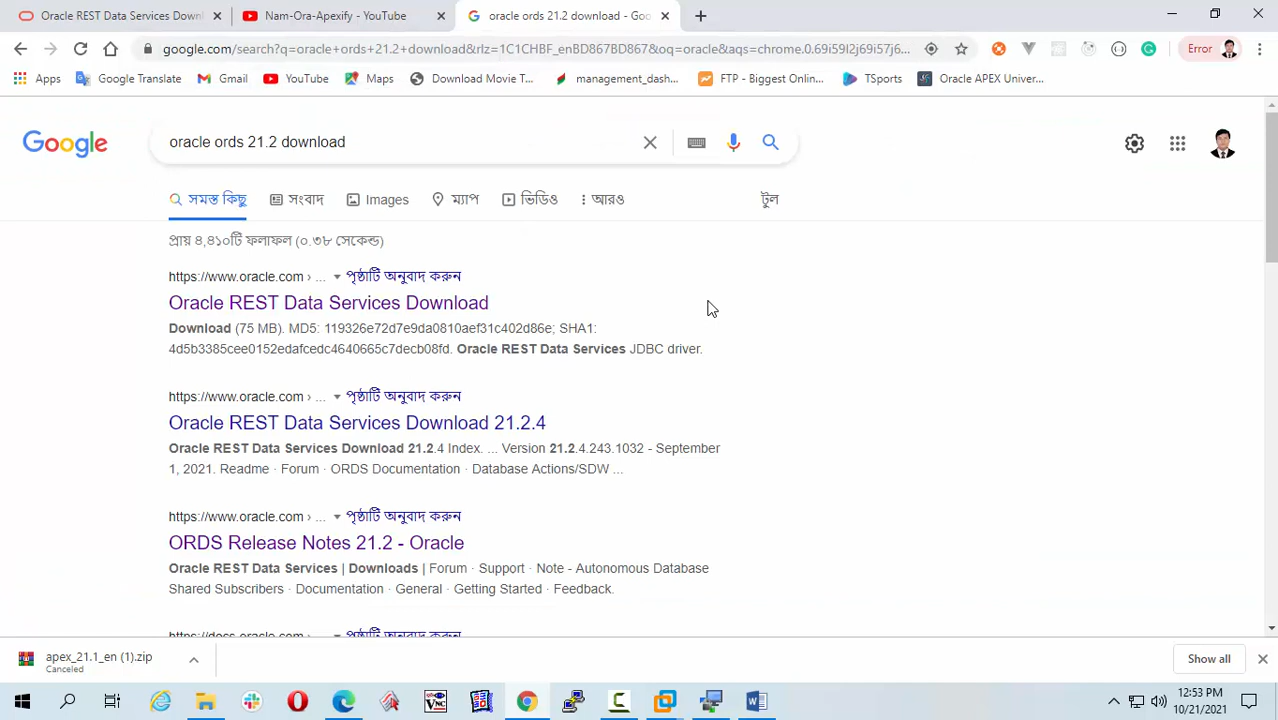 Oracle REST Data Services Down
Nam-Ora-Apexify - YouTube
oracle ords 21.2 download - Goo
google.com/search?q=oracle+ords+21.2+download&rlz=1C1CHBF_enBD867BD867&oq=oracle&aqs=chrome.0.69i59l2j69i57j6...
Error
Apps
Google Translate
Gmail
YouTube
Maps
Download Movie T...
management_dash...
FTP - Biggest Onlin...
TSports
Oracle APEX Univer...
Google
oracle ords 21.2 download
সমস্ত কিছু
সংবাদ
Images
ম্যাপ
ভিডিও
আরও
টুল
প্রায় ৪,৪১০টি ফলাফল (০.৩৮ সেকেন্ড)
https://www.oracle.com › ... পৃষ্ঠাটি অনুবাদ করুন
Oracle REST Data Services Download
Download (75 MB). MD5: 119326e72d7e9da0810aef31c402d86e; SHA1:
4d5b3385cee0152edafcedc4640665c7decb08fd. Oracle REST Data Services JDBC driver.
https://www.oracle.com › ... পৃষ্ঠাটি অনুবাদ করুন
Oracle REST Data Services Download 21.2.4
Oracle REST Data Services Download 21.2.4 Index. ... Version 21.2.4.243.1032 - September
1, 2021. Readme · Forum · ORDS Documentation · Database Actions/SDW ...
https://www.oracle.com › ... পৃষ্ঠাটি অনুবাদ করুন
ORDS Release Notes 21.2 - Oracle
Oracle REST Data Services | Downloads | Forum · Support · Note - Autonomous Database
Shared Subscribers · Documentation · General · Getting Started · Feedback.
https://docs.oracle.com › ... পৃষ্ঠাটি অনুবাদ করুন
apex_21.1_en (1).zip
Canceled
Show all
12:53 PM
10/21/2021